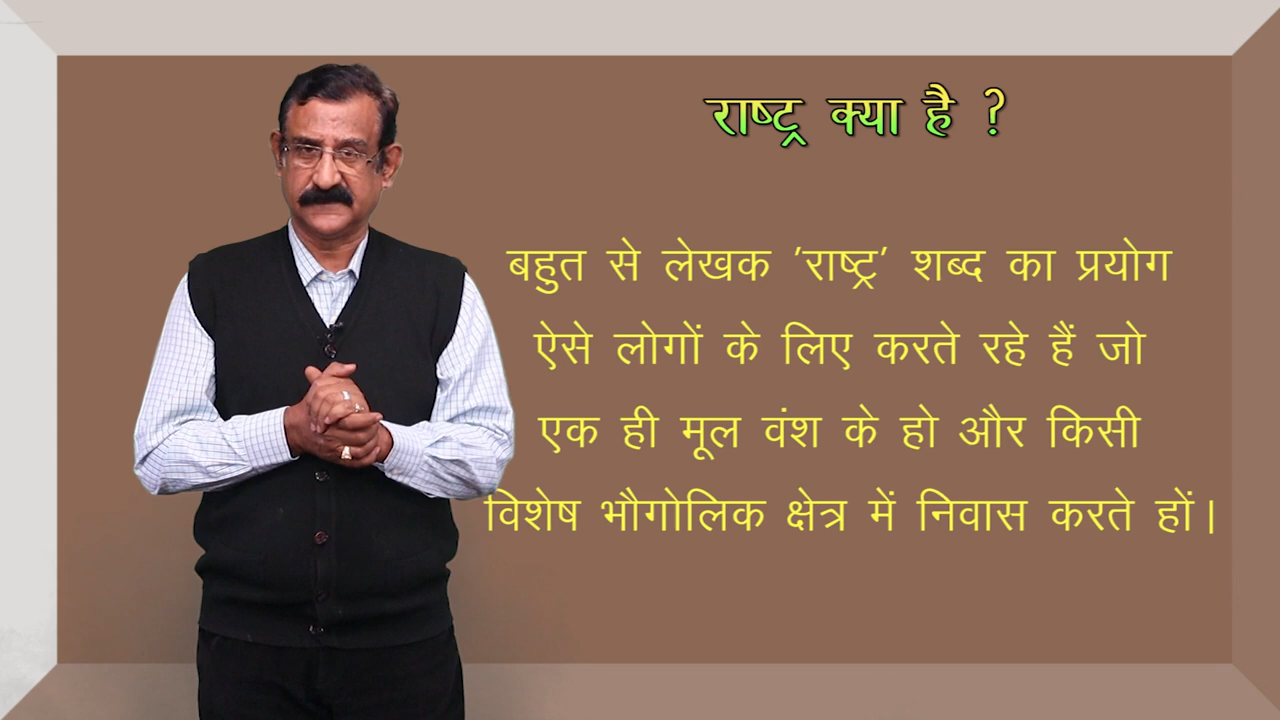 राष्ट्र क्या है ?
बहुत से लेखक 'राष्ट्र' शब्द का प्रयोग
ऐसे लोगों के लिए करते रहे हैं जो
एक ही मूल वंश के हो और किसी
विशेष भौगोलिक क्षेत्र में निवास करते हों।